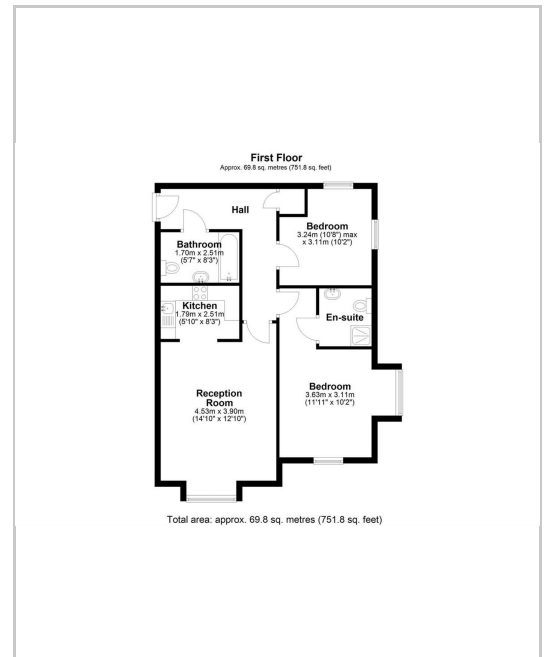 First Floor
Approx. 69.8 sq. metres (751.8 sq. feet)
Hall
Bedroom
3.24m (10'8") max
x 3.11m (10'2")
Bathroom
1.70m x 2.51m
(5'7" x 8'3")
Kitchen
1.79m x 2.51m
(5'10" x 8'3")
En-suite
Reception
Room
4.53m x 3.90m
(14'10" x 12'10")
Bedroom
3.63m x 3.11m
(11'11" x 10'2")
Total area: approx. 69.8 sq. metres (751.8 sq. feet)